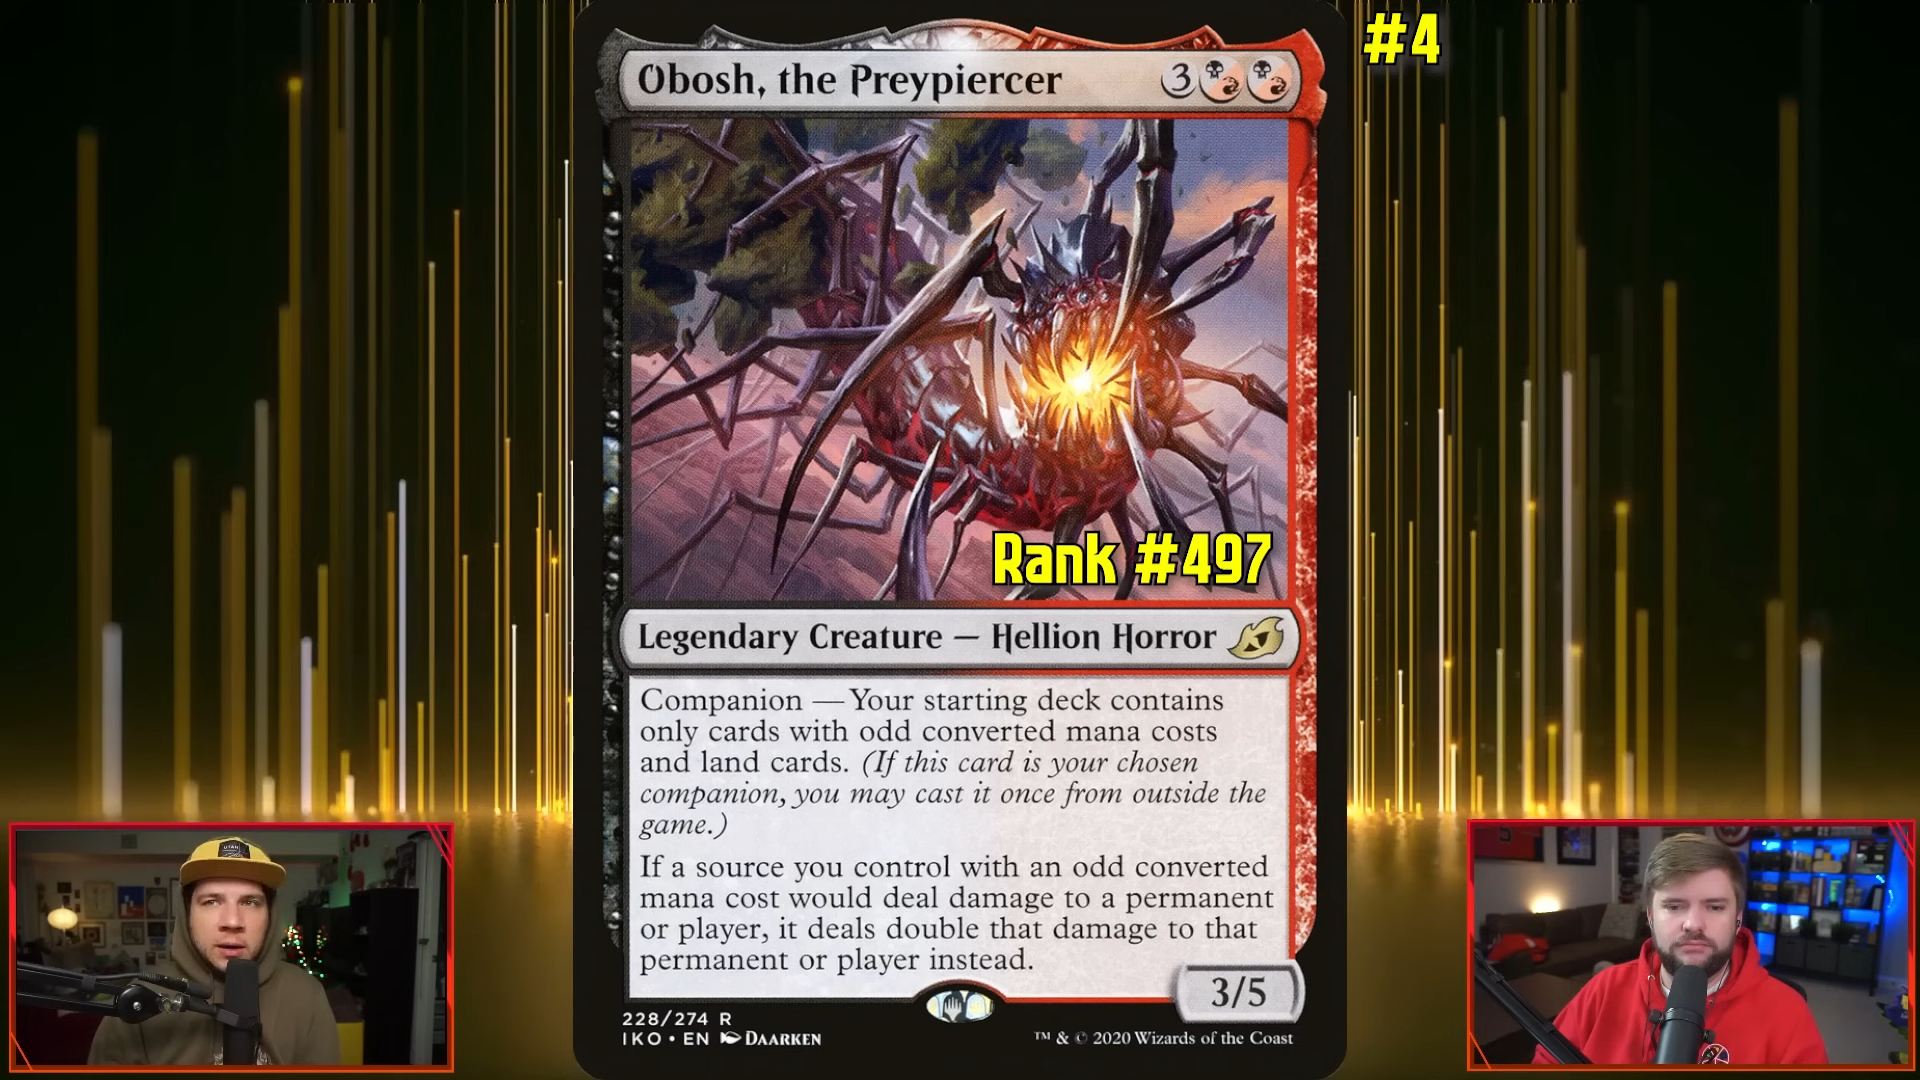 #4
Obosh, the Preypiercer 3
Rank #497
Legendary Creature — Hellion Horror
Companion — Your starting deck contains
only cards with odd converted mana costs
and land cards. (If this card is your chosen
companion, you may cast it once from outside the
game.)
If a source you control with an odd converted
mana cost would deal damage to a permanent
or player, it deals double that damage to that
permanent or player instead.
3/5
228/274 R
IKO • EN DAARKEN
™ & © 2020 Wizards of the Coast
UTAH